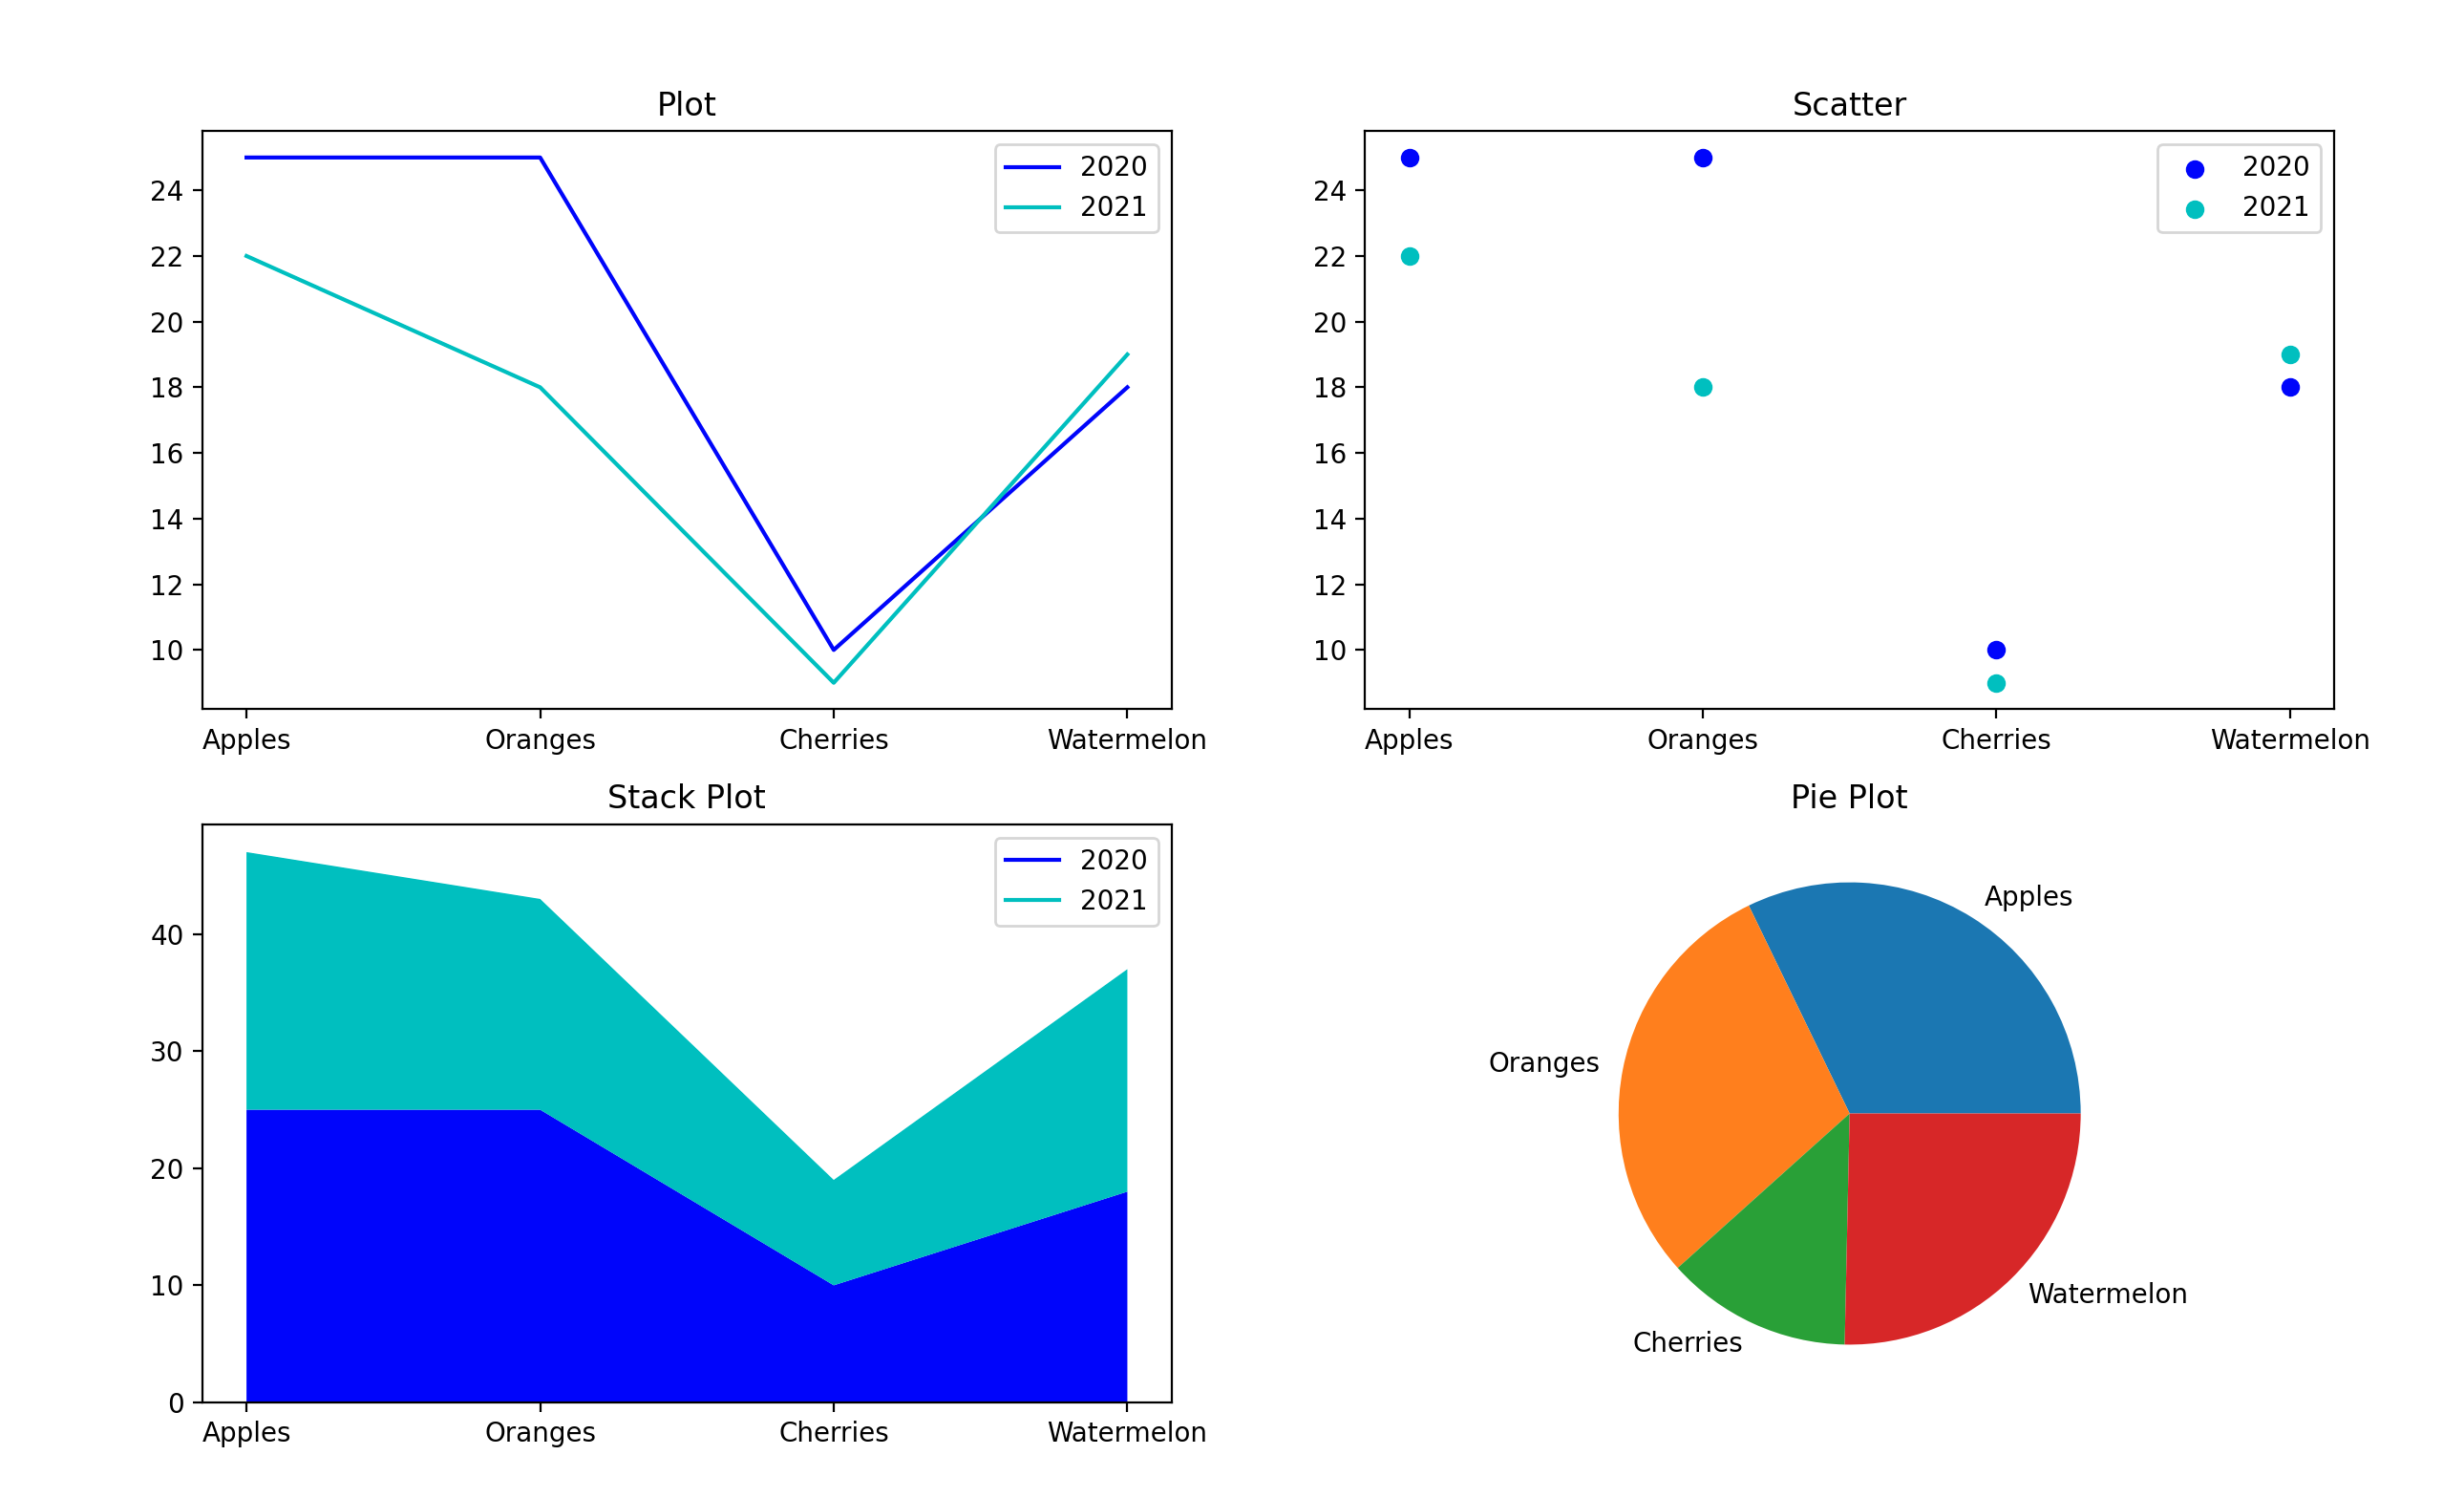 Plot
24
22
20
18
16
14
12
10
2020
2021
Apples Oranges Cherries Watermelon
Scatter
24
22
20
18
16
14
12
10
2020
2021
Apples Oranges Cherries Watermelon
Stack Plot
40
30
20
10
0
2020
2021
Apples Oranges Cherries Watermelon
Pie Plot
Apples
Oranges
Watermelon
Cherries